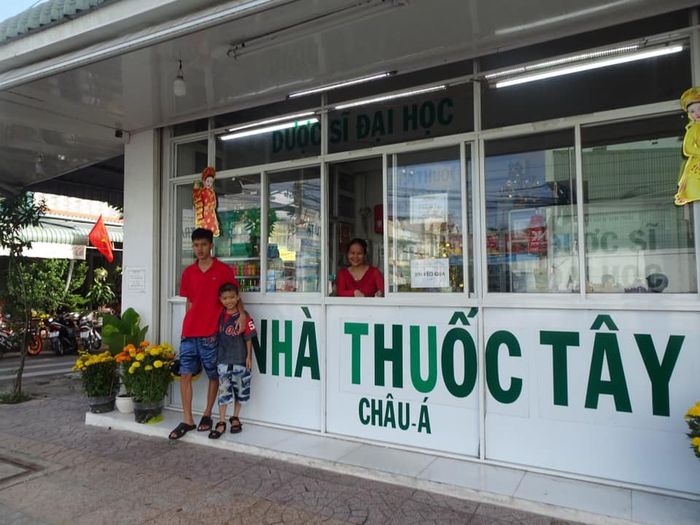 DƯỢC SĨ ĐẠI HỌC
NHÀ THUỐC TÂY
CHÂU-Á